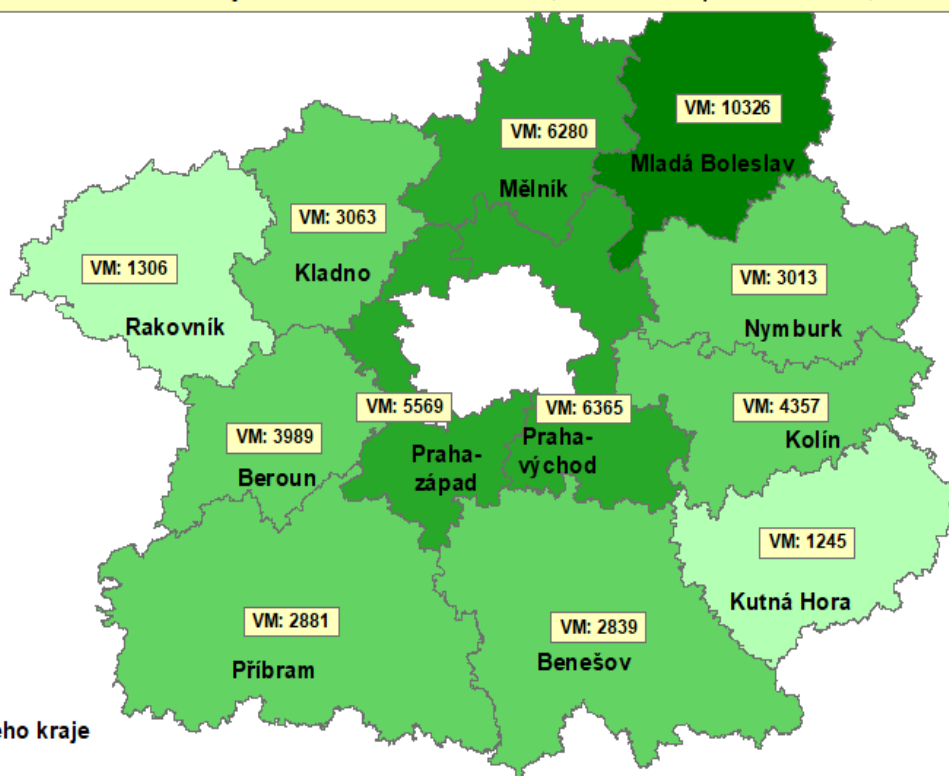 VM: 10326
Mladá Boleslav
VM: 6280
Mělník
VM: 3063
Kladno
VM: 1306
Rakovník
VM: 3013
Nymburk
VM: 5569
Praha-
západ
VM: 6365
Praha-
východ
VM: 4357
Kolín
VM: 3989
Beroun
VM: 1245
Kutná Hora
VM: 2881
Příbram
VM: 2839
Benešov
kraje